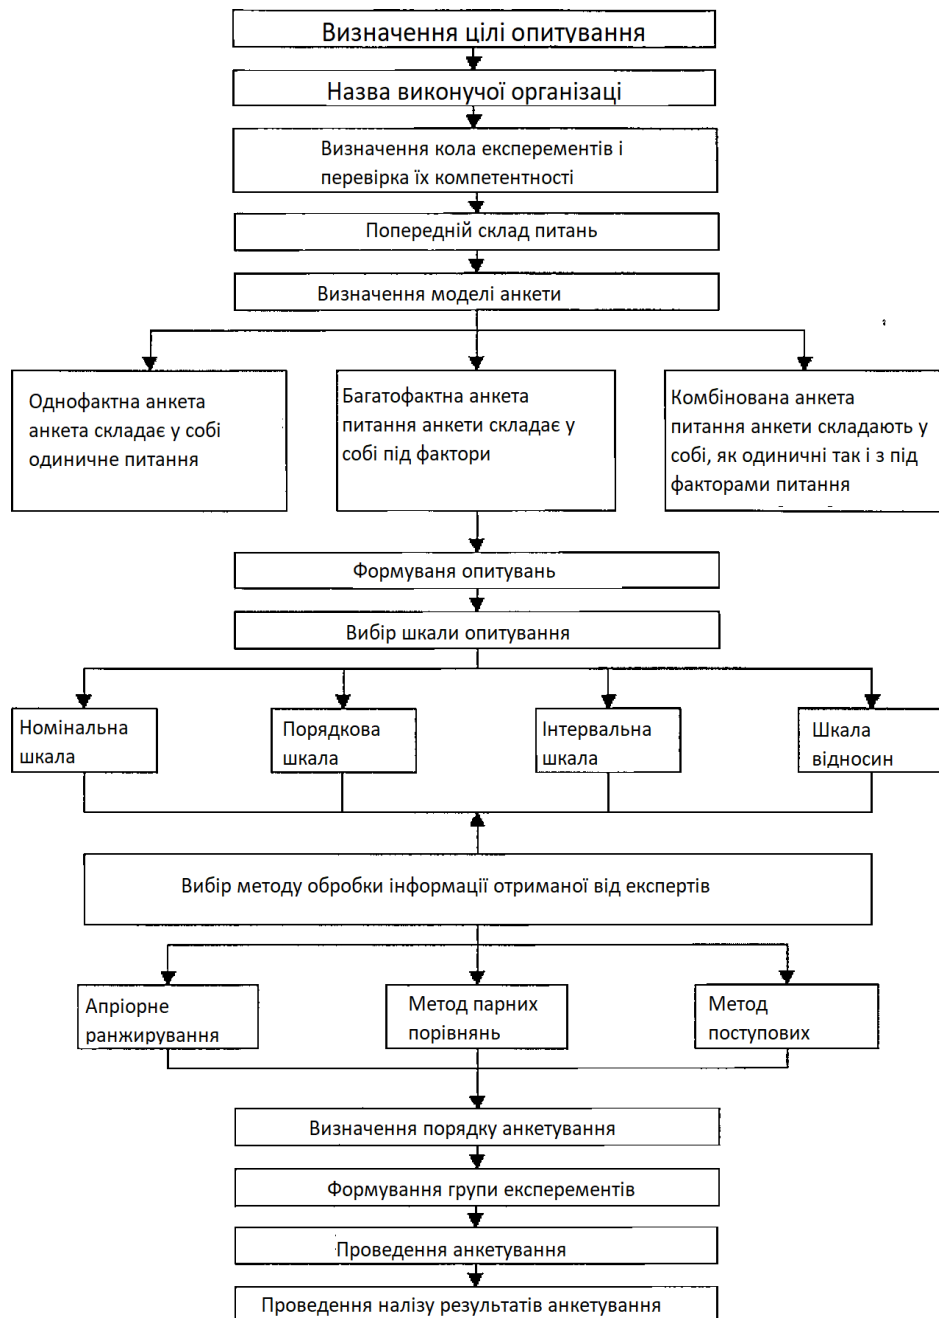 Визначення цілі опитування
Назва виконучої організаці
Визначення кола експерементів і
перевірка їх компетентності
Попередній склад питань
Визначення моделі анкети
Однофактна анкета
анкета складає у собі
одиничне питання
Багатофактна анкета
питання анкети складає у
собі під фактори
Комбінована анкета
питання анкети складають у
собі, як одиничні так і з під
факторами питання
Формуваня опитувань
Вибір шкали опитування
Номінальна
шкала
Порядкова
шкала
Інтервальна
шкала
Шкала
відносин
Вибір методу обробки інформації отриманої від експертів
Апріорне
ранжирування
Метод парних
порівнянь
Метод
поступових
Визначення порядку анкетування
Формування групи експерементів
Проведення анкетування
Проведення налізу результатів анкетування